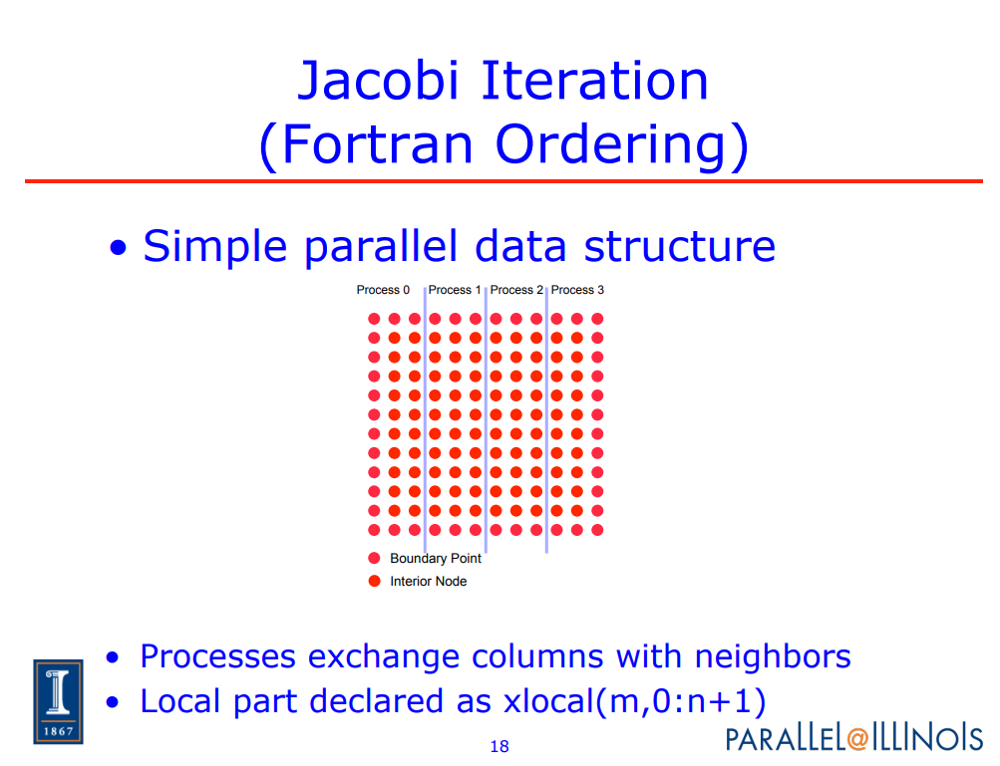 Jacobi Iteration
(Fortran Ordering)
• Simple parallel data structure
Process 0 Process 1 Process 2 Process 3
Boundary Point
Interior Node
• Processes exchange columns with neighbors
• Local part declared as xlocal(m,0:n+1)
I
1867
18
PARALLEL@ILLINOIS